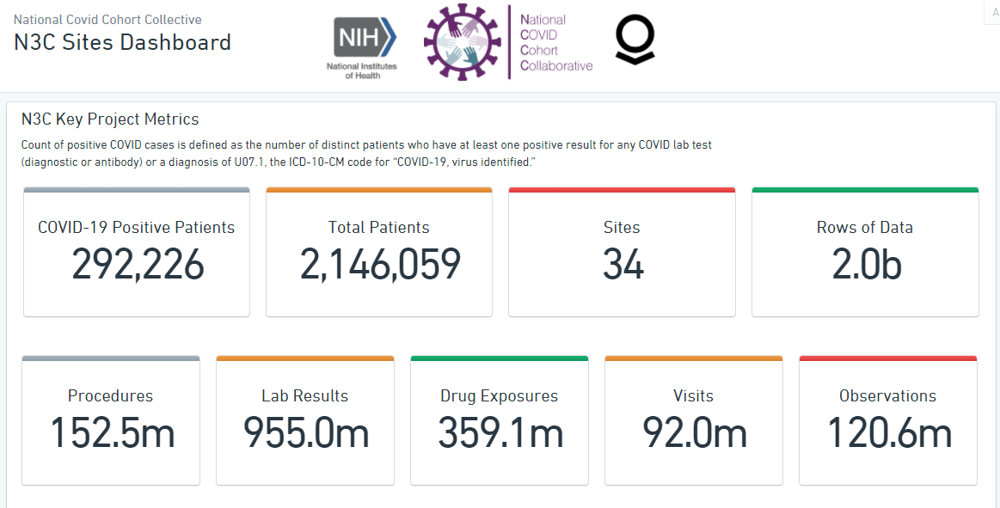 National Covid Cohort Collective
N3C Sites Dashboard
NIH
National Institutes
of Health
National
COVID
Cohort
Collaborative
A
N3C Key Project Metrics
Count of positive COVID cases is defined as the number of distinct patients who have at least one positive result for any COVID lab test
(diagnostic or antibody) or a diagnosis of U07.1, the ICD-10-CM code for “COVID-19, virus identified.”
COVID-19 Positive Patients
292,226
Total Patients
2,146,059
Sites
34
Rows of Data
2.0b
Procedures
152.5m
Lab Results
955.0m
Drug Exposures
359.1m
Visits
92.0m
Observations
120.6m